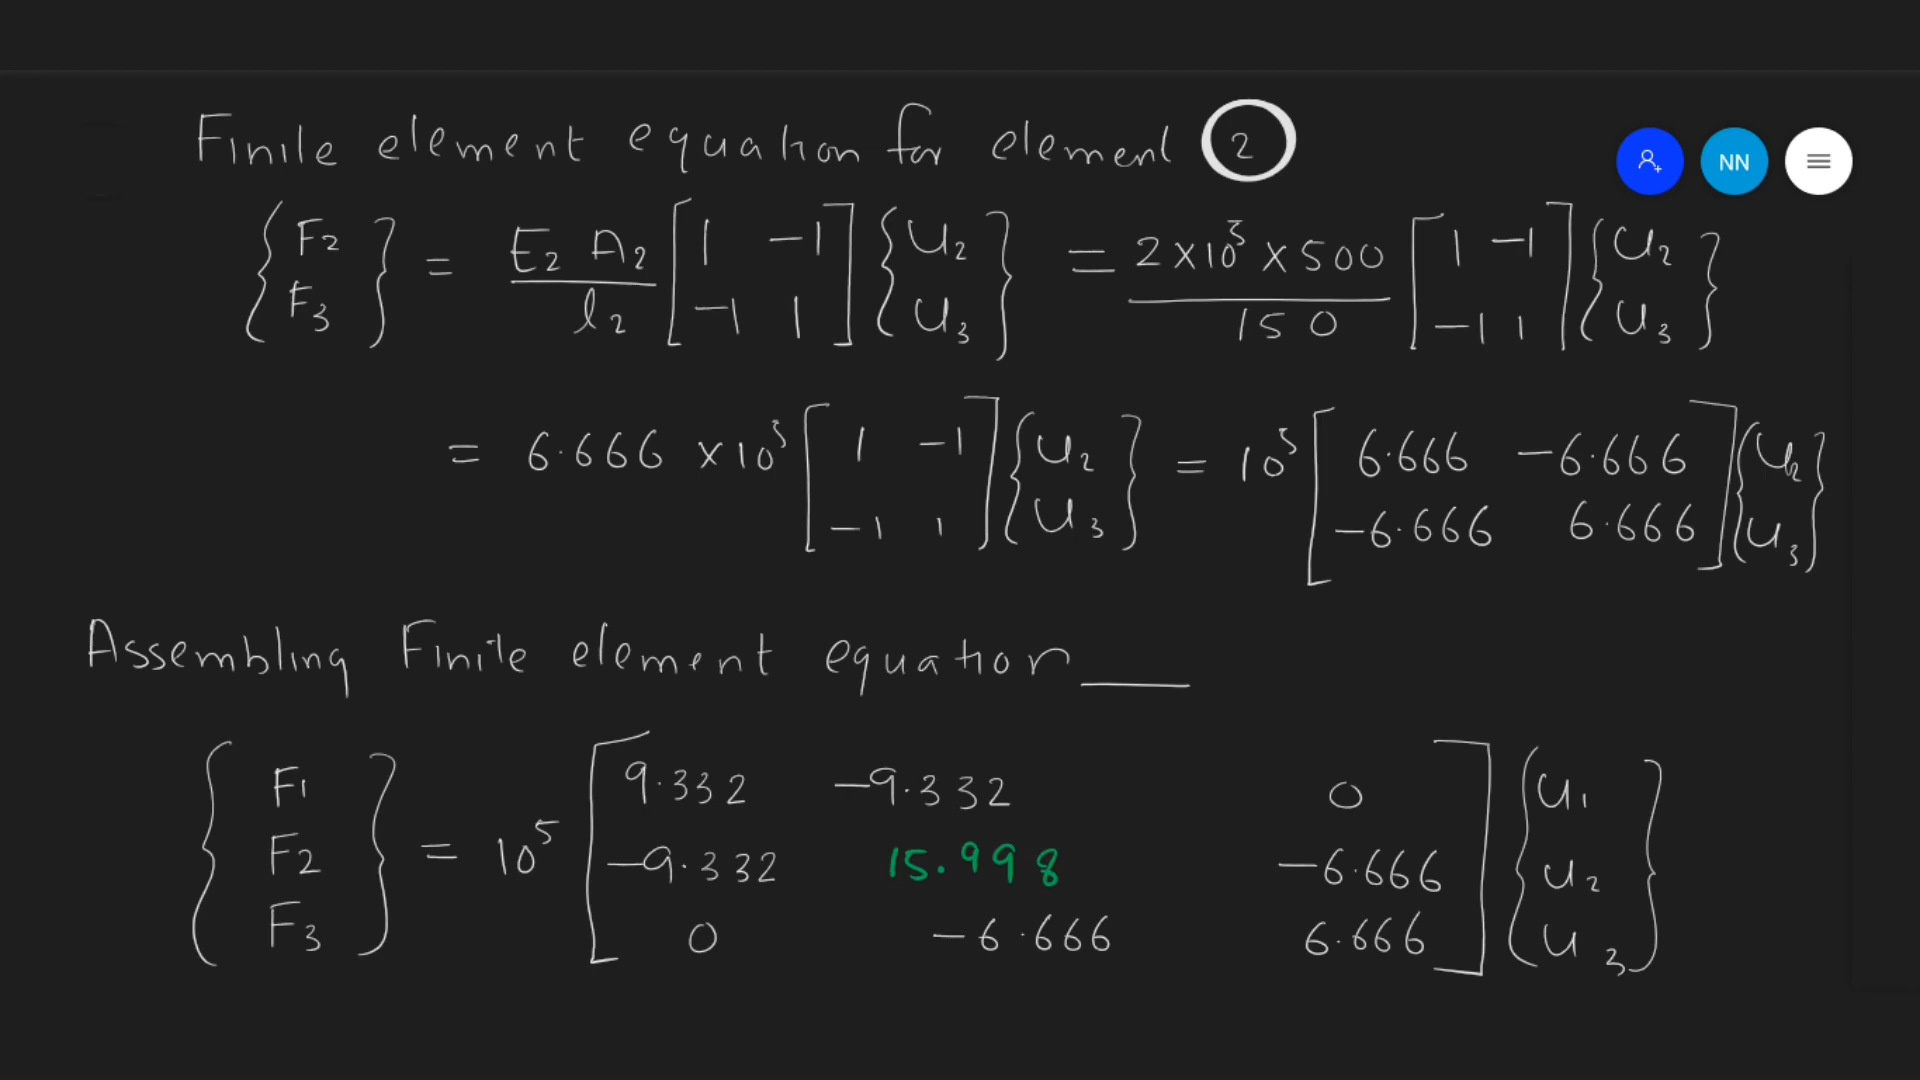 Finite element equation for element 2
NN
{F2 F3} = E2 A2 / l2 [1 -1 -1 1] {U2 U3} = 2×10^5 ×500 / 150 [1 -1 -1 1] {U2 U3}
= 6.666 ×10^5 [1 -1 -1 1] {U2 U3} = 10^5 [6.666 -6.666 -6.666 6.666] {U2 U3}
Assembling Finite element equation
{F1 F2 F3} = 10^5 [9.332 -9.332 0
-9.332 15.998 -6.666
0 -6.666 6.666] {U1 U2 U3}